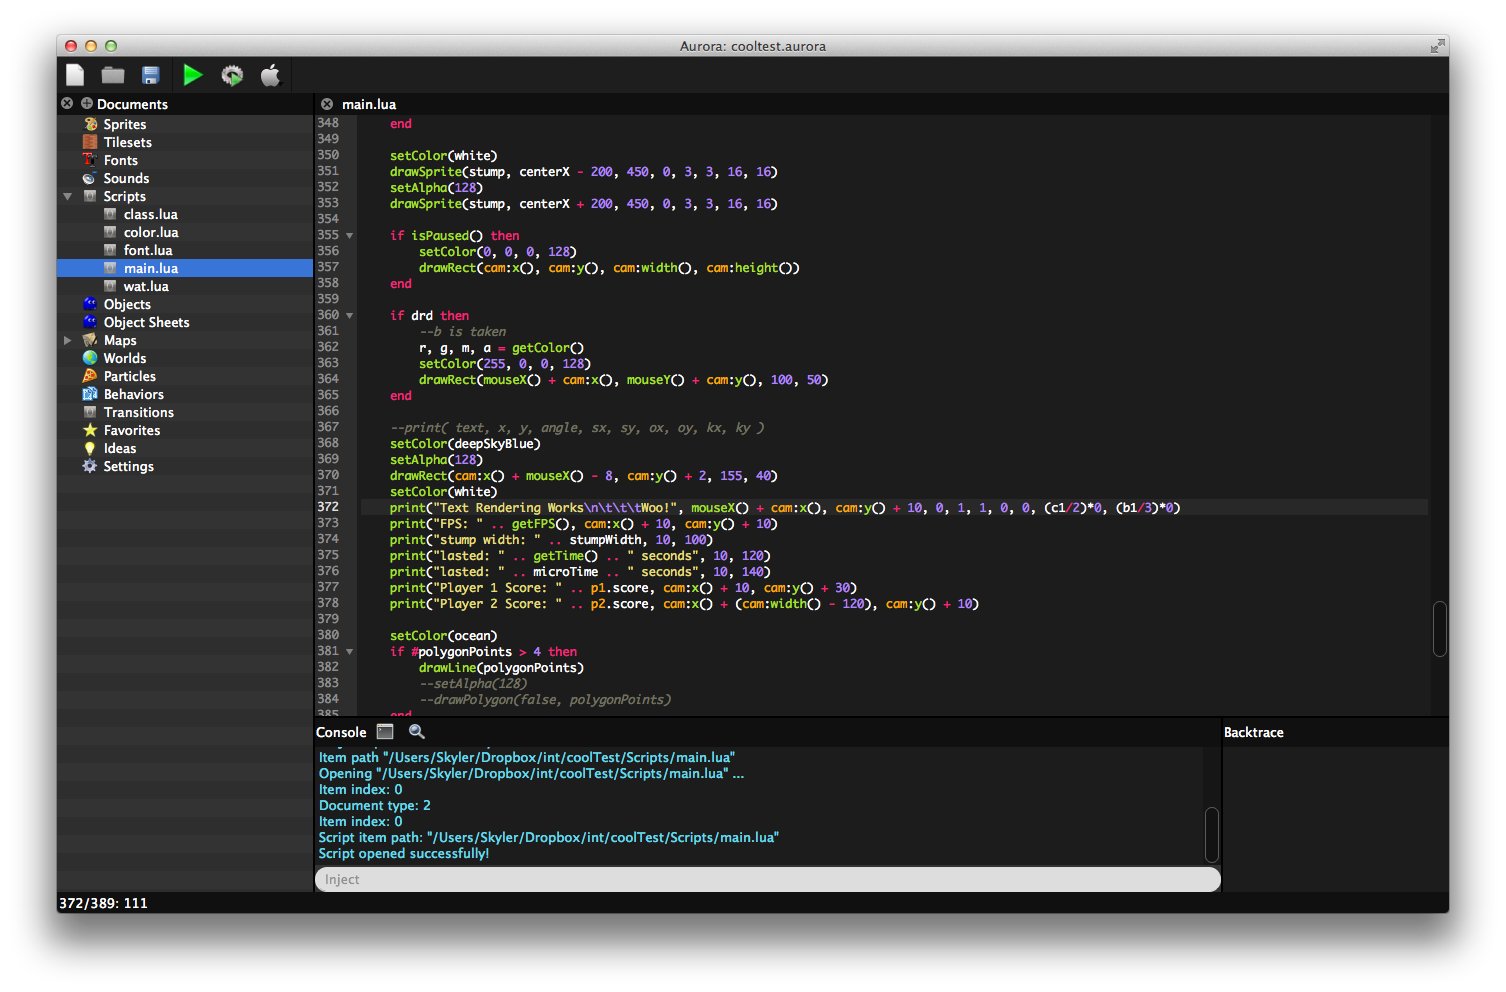 Aurora: cooltest.aurora
Documents
Sprites
Tilesets
Fonts
Sounds
Scripts
class.lua
color.lua
font.lua
main.lua
wat.lua
Objects
Object Sheets
Maps
Worlds
Particles
Behaviors
Transitions
Favorites
Ideas
Settings
main.lua
348 end
349
350 setColor(white)
351 drawSprite(stump, centerX - 200, 450, 0, 3, 3, 16, 16)
352 setAlpha(128)
353 drawSprite(stump, centerX + 200, 450, 0, 3, 3, 16, 16)
354
355 if isPaused() then
356 setColor(0, 0, 0, 128)
357 drawRect(cam:x(), cam:y(), cam:width(), cam:height())
358 end
359
360 if drd then
361 --b is taken
362 r, g, m, a = getColor()
363 setColor(255, 0, 0, 128)
364 drawRect(mouseX() + cam:x(), mouseY() + cam:y(), 100, 50)
365 end
366
367 --print( text, x, y, angle, sx, sy, ox, oy, kx, ky )
368 setColor(deepSkyBlue)
369 setAlpha(128)
370 drawRect(cam:x() + mouseX() - 8, cam:y() + 2, 155, 40)
371 setColor(white)
372 print("Text Rendering Works\n\t\t\tWoo!", mouseX() + cam:x(), cam:y() + 10, 0, 1, 1, 0, 0, (c1/2)*0, (b1/3)*0)
373 print("FPS: " .. getFPS(), cam:x() + 10, cam:y() + 10)
374 print("stump width: " .. stumpWidth, 10, 100)
375 print("lasted: " .. getTime() .. " seconds", 10, 120)
376 print("lasted: " .. microTime .. " seconds", 10, 140)
377 print("Player 1 Score: " .. p1.score, cam:x() + 10, cam:y() + 30)
378 print("Player 2 Score: " .. p2.score, cam:x() + (cam:width() - 120), cam:y() + 10)
379
380 setColor(ocean)
381 if #polygonPoints > 4 then
382 drawLine(polygonPoints)
383 --setAlpha(128)
384 --drawPolygon(false, polygonPoints)
385 end
Console
Item path "/Users/Skyler/Dropbox/int/coolTest/Scripts/main.lua"
Opening "/Users/Skyler/Dropbox/int/coolTest/Scripts/main.lua" ...
Item index: 0
Document type: 2
Item index: 0
Script item path: "/Users/Skyler/Dropbox/int/coolTest/Scripts/main.lua"
Script opened successfully!
Inject
Backtrace
372/389: 111